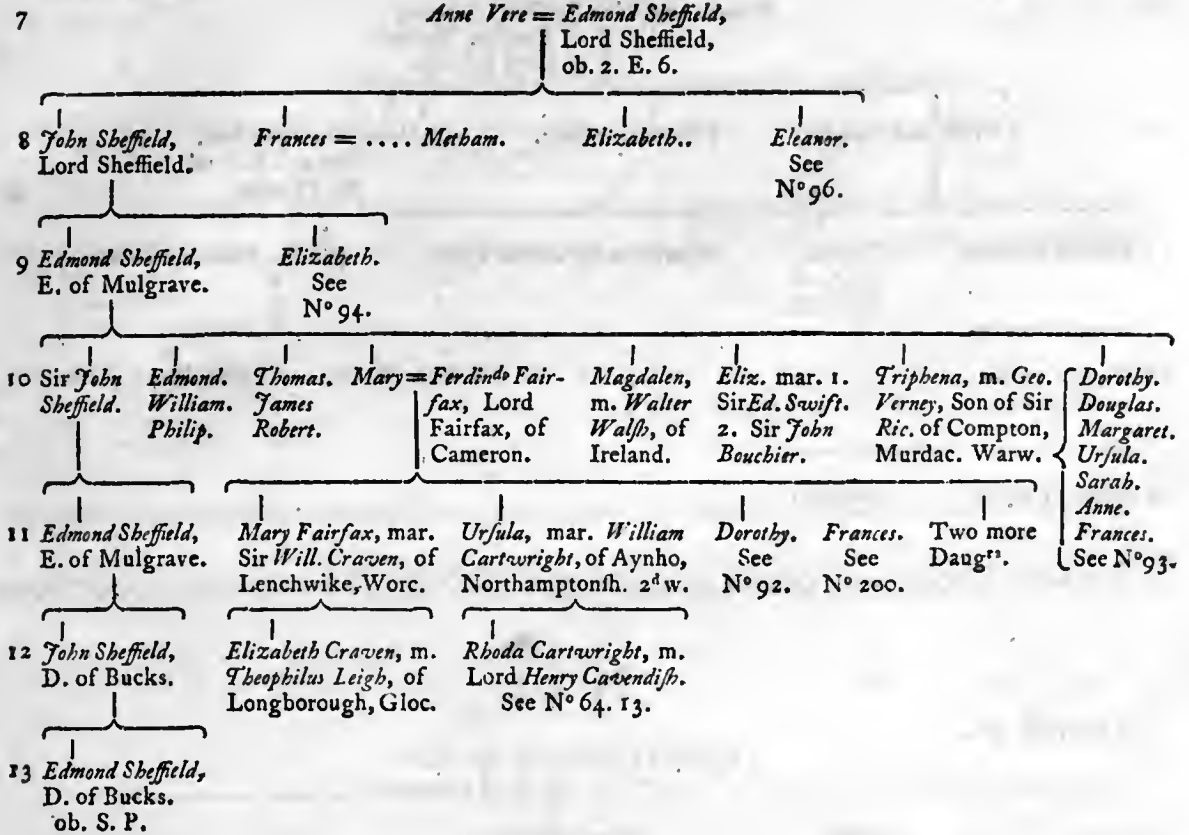 7 Anne Vere = Edmond Sheffield,
Lord Sheffield,
ob. 2. E. 6.
8 John Sheffield,
Lord Sheffield.
Frances = .... Metham.
Elizabeth..
Eleanor.
See
N° 96.
9 Edmond Sheffield,
E. of Mulgrave.
Elizabeth.
See
N° 94.
10 Sir John
Sheffield.
Edmond.
William.
Philip.
Thomas.
James
Robert.
Mary = Ferdin^do Fair-
fax, Lord
Fairfax, of
Cameron.
Magdalen,
m. Walter
Walſh, of
Ireland.
Eliz. mar. 1.
Sir Ed. Swift.
2. Sir John
Bouchier.
Triphena, m. Geo.
Verney, Son of Sir
Ric. of Compton,
Murdac. Warw.
Dorothy.
Douglas.
Margaret.
Urſula.
Sarah.
Anne.
Frances.
See N° 93.
11 Edmond Sheffield,
E. of Mulgrave.
Mary Fairfax, mar.
Sir Will. Craven, of
Lenchwike, Worc.
Urſula, mar. William
Cartwright, of Aynho,
Northamptonſh. 2^d w.
Dorothy.
See
N° 92.
Frances.
See
N° 200.
Two more
Daug^rs.
12 John Sheffield,
D. of Bucks.
Elizabeth Craven, m.
Theophilus Leigh, of
Longborough, Gloc.
Rhoda Cartwright, m.
Lord Henry Cavendiſh.
See N° 64. 13.
13 Edmond Sheffield,
D. of Bucks.
ob. S. P.